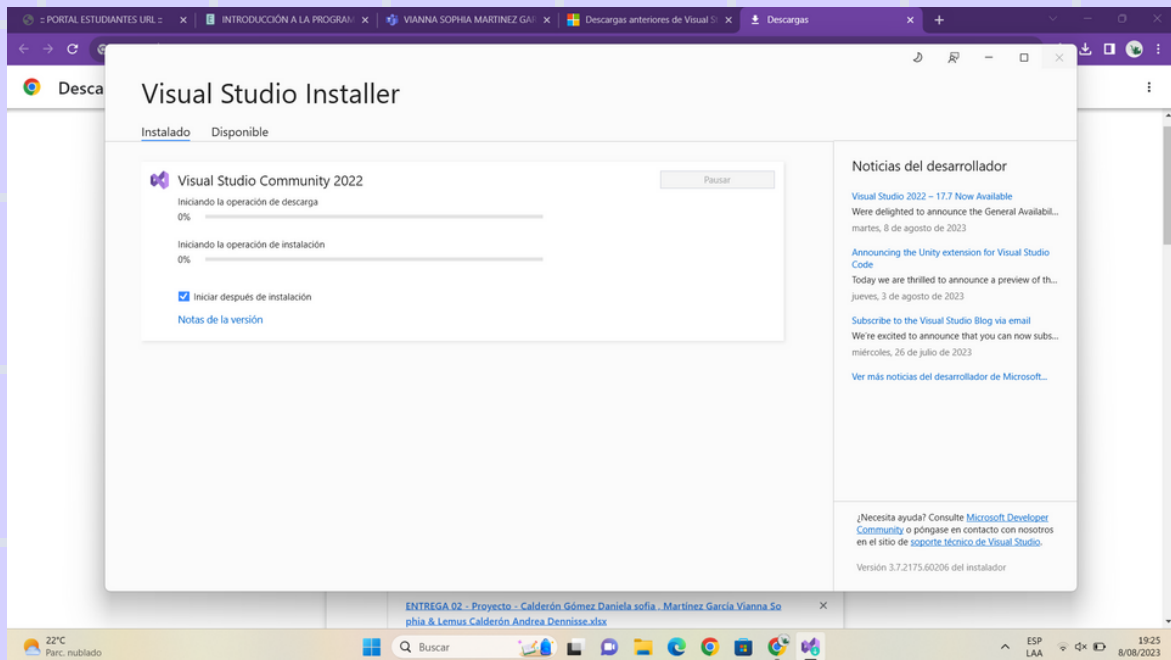 :: PORTAL ESTUDIANTES URL ::
INTRODUCCIÓN A LA PROGRAM
VIANNA SOPHIA MARTINEZ GAR
Descargas anteriores de Visual S
Descargas
Desca
Visual Studio Installer
Instalado Disponible
Visual Studio Community 2022
Pausar
Iniciando la operación de descarga
0%
Iniciando la operación de instalación
0%
Iniciar después de instalación
Notas de la versión
Noticias del desarrollador
Visual Studio 2022 – 17.7 Now Available
Were delighted to announce the General Availabil...
martes, 8 de agosto de 2023
Announcing the Unity extension for Visual Studio
Code
Today we are thrilled to announce a preview of th...
jueves, 3 de agosto de 2023
Subscribe to the Visual Studio Blog via email
We're excited to announce that you can now subs...
miércoles, 26 de julio de 2023
Ver más noticias del desarrollador de Microsoft...
¿Necesita ayuda? Consulte Microsoft Developer
Community o póngase en contacto con nosotros
en el sitio de soporte técnico de Visual Studio.
Versión 3.7.2175.60206 del instalador
ENTREGA 02 - Proyecto - Calderón Gómez Daniela sofia , Martínez García Vianna So
phia & Lemus Calderón Andrea Dennisse.xlsx
22°C
Parc. nublado
Buscar
ESP
LAA
19:25
8/08/2023